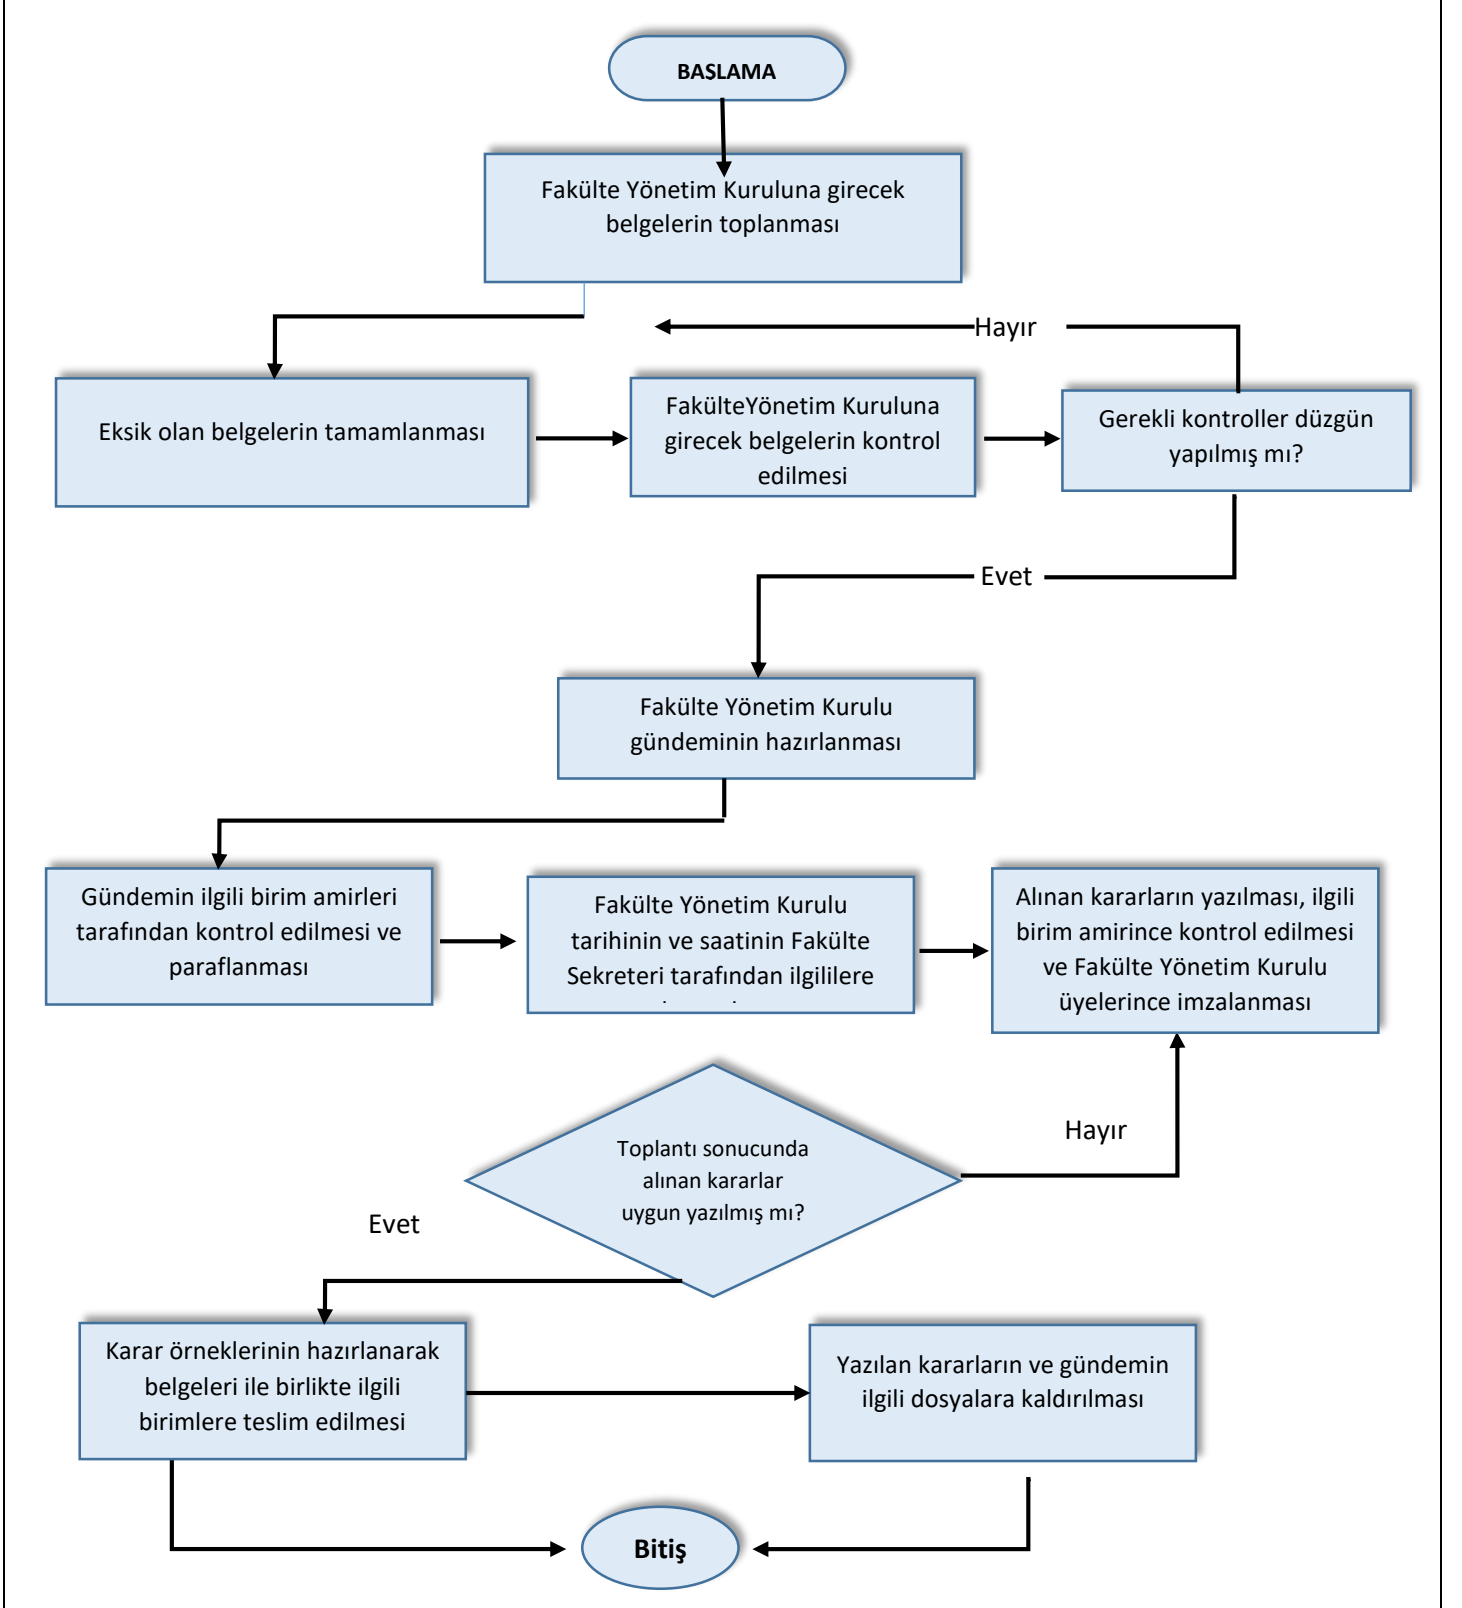 BAŞLAMA
Fakülte Yönetim Kuruluna girecek
belgelerin toplanması
Hayır
Eksik olan belgelerin tamamlanması
FakülteYönetim Kuruluna
girecek belgelerin kontrol
edilmesi
Gerekli kontroller düzgün
yapılmış mı?
Evet
Fakülte Yönetim Kurulu
gündeminin hazırlanması
Gündemin ilgili birim amirleri
tarafından kontrol edilmesi ve
paraflanması
Fakülte Yönetim Kurulu
tarihinin ve saatinin Fakülte
Sekreteri tarafından ilgililere
Alınan kararların yazılması, ilgili
birim amirince kontrol edilmesi
ve Fakülte Yönetim Kurulu
üyelerince imzalanması
Hayır
Toplantı sonucunda
alınan kararlar
uygun yazılmış mı?
Evet
Karar örneklerinin hazırlanarak
belgeleri ile birlikte ilgili
birimlere teslim edilmesi
Yazılan kararların ve gündemin
ilgili dosyalara kaldırılması
Bitiş